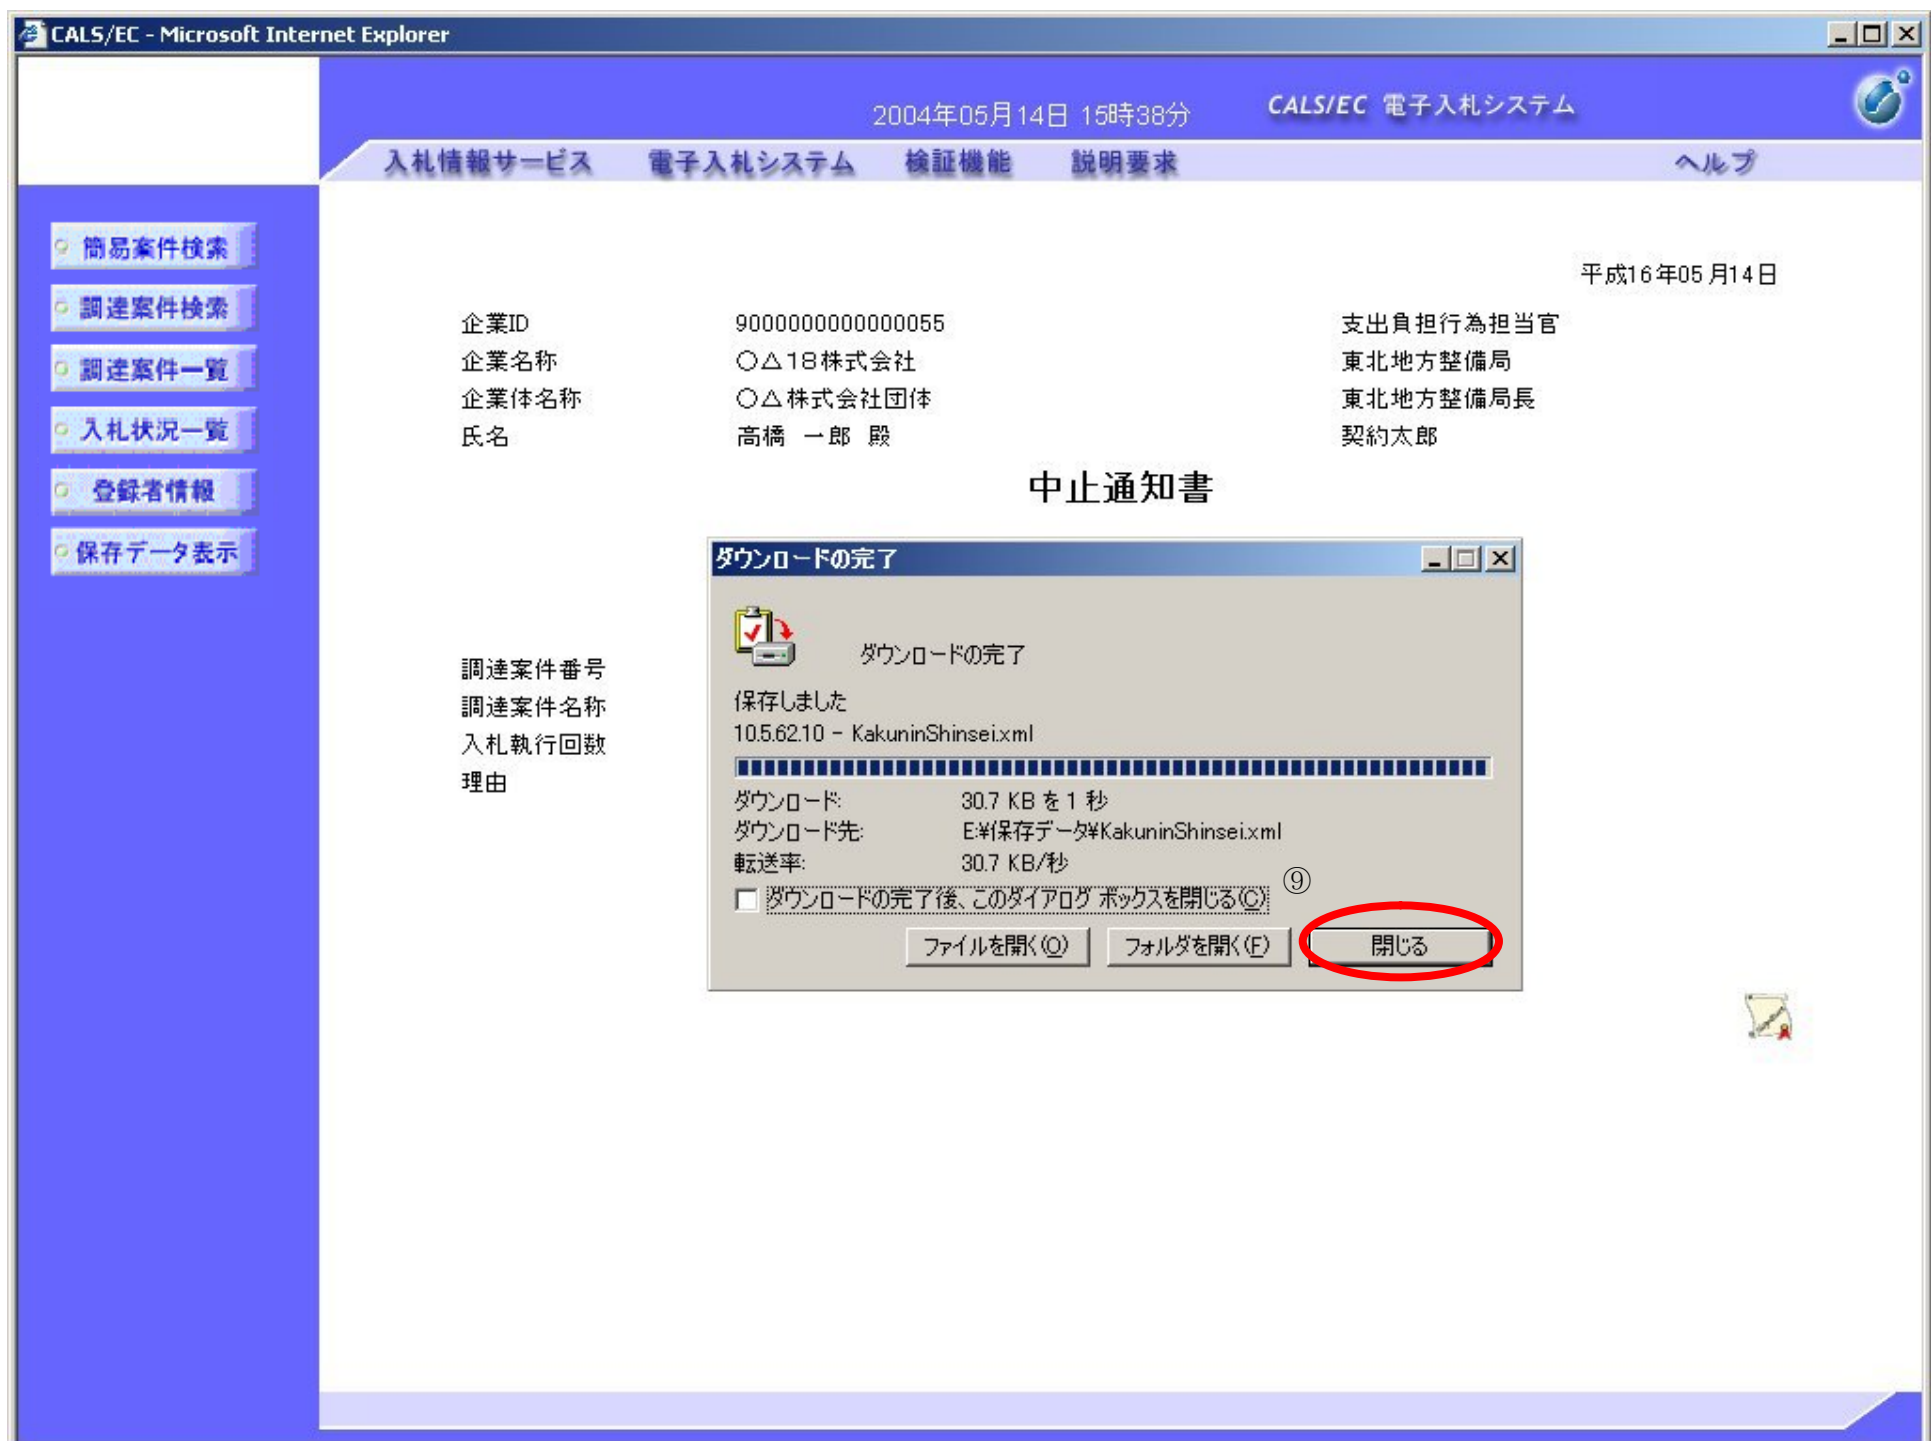 CALS/EC - Microsoft Internet Explorer
2004年05月14日 15時38分
CALS/EC 電子入札システム
入札情報サービス 電子入札システム 検証機能 説明要求 ヘルプ
簡易案件検索
調達案件検索
調達案件一覧
入札状況一覧
登録者情報
保存データ表示
平成16年05月14日
企業ID 9000000000000055 支出負担行為担当官
企業名称 ○△18株式会社 東北地方整備局
企業体名称 ○△株式会社団体 東北地方整備局長
氏名 高橋 一郎 殿 契約太郎
中止通知書
調達案件番号
調達案件名称
入札執行回数
理由
ダウンロードの完了
ダウンロードの完了
保存しました
10.5.62.10 - KakuninShinsei.xml
ダウンロード: 30.7 KB を 1 秒
ダウンロード先: E:¥保存データ¥KakuninShinsei.xml
転送率: 30.7 KB/秒
⑨
ダウンロードの完了後、このダイアログ ボックスを閉じる(C)
ファイルを開く(O) フォルダを開く(F) 閉じる